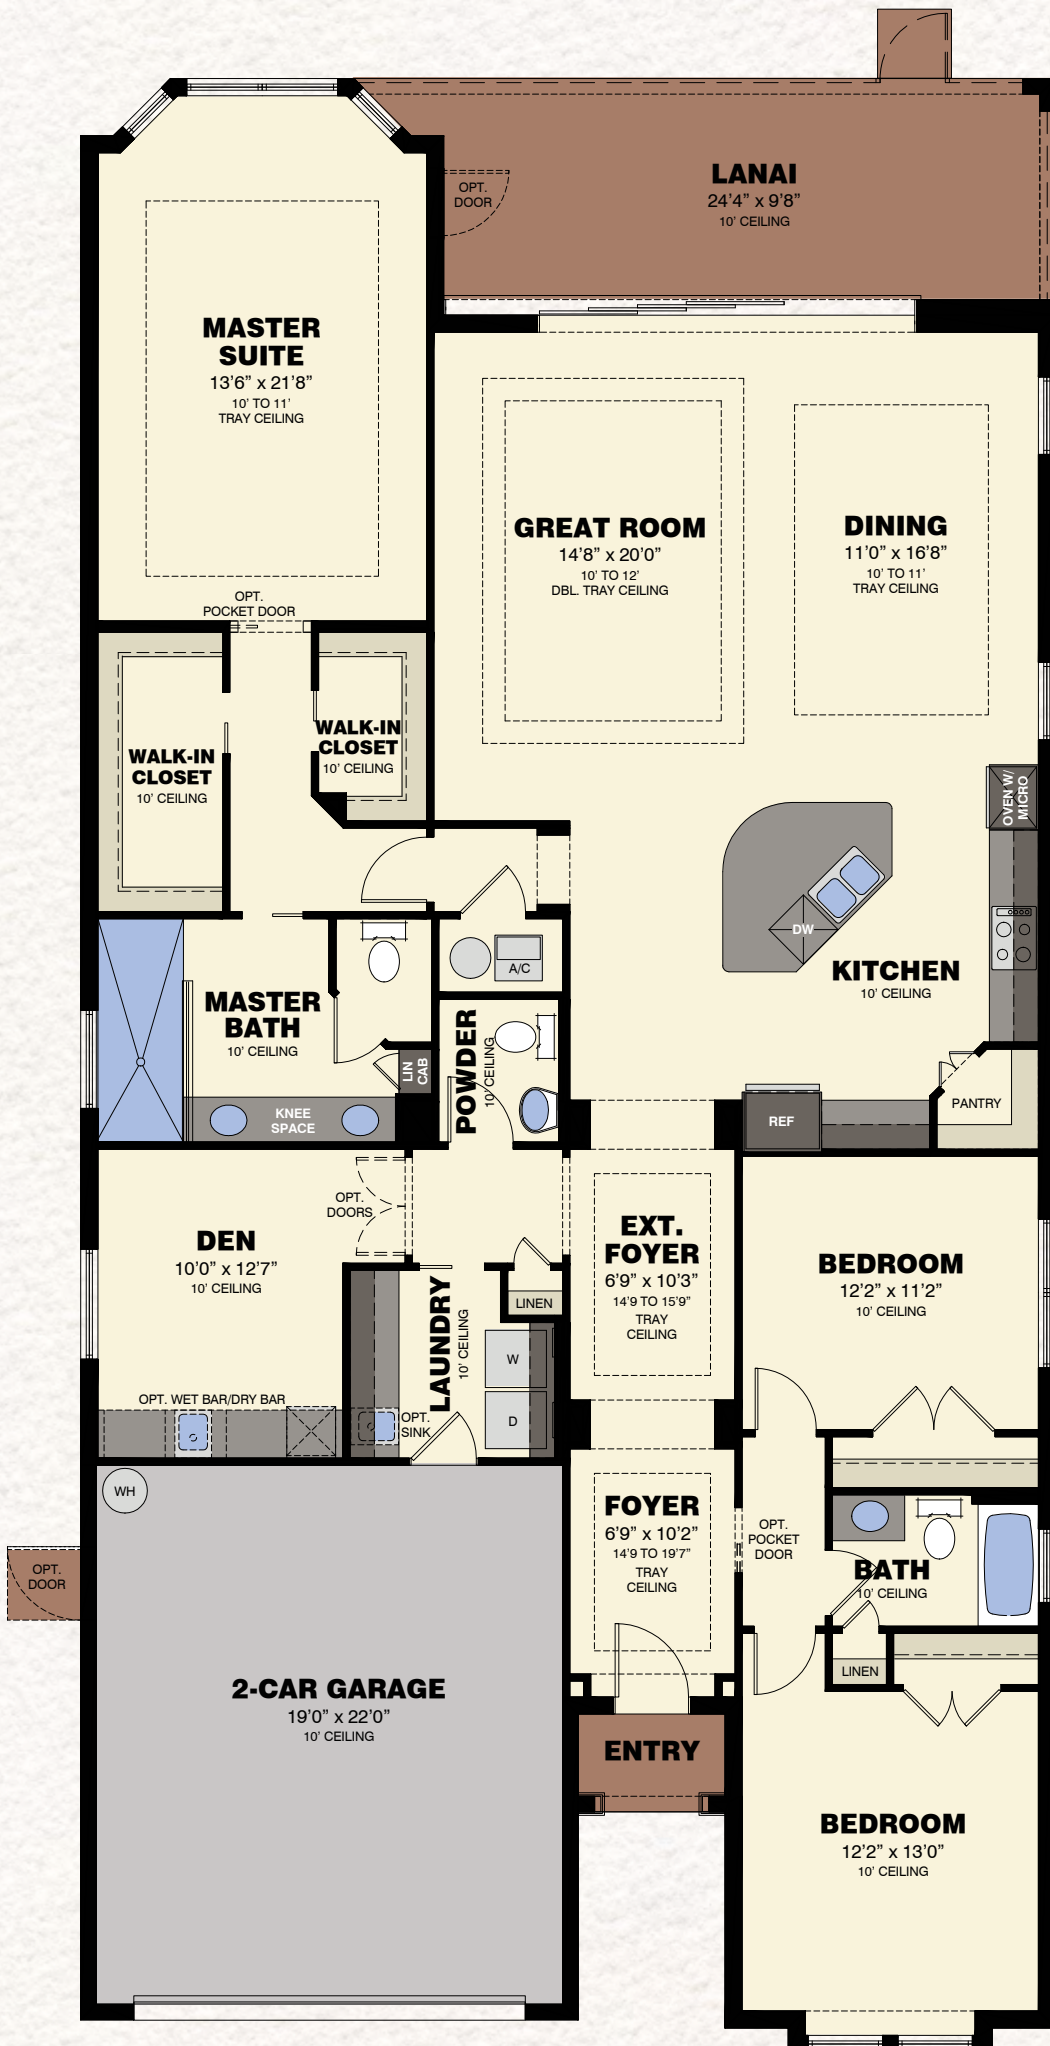 LANAI
24'4" x 9'8"
10' CEILING
OPT.
DOOR
MASTER
SUITE
13'6" x 21'8"
10' TO 11'
TRAY CEILING
OPT.
POCKET DOOR
GREAT ROOM
14'8" x 20'0"
10' TO 12'
DBL. TRAY CEILING
DINING
11'0" x 16'8"
10' TO 11'
TRAY CEILING
WALK-IN
CLOSET
10' CEILING
WALK-IN
CLOSET
10' CEILING
OVEN W/
MICRO
DW
KITCHEN
10' CEILING
A/C
MASTER
BATH
10' CEILING
LIN
CAB
KNEE
SPACE
POWDER
10' CEILING
REF
PANTRY
DEN
10'0" x 12'7"
10' CEILING
OPT.
DOORS
EXT.
FOYER
6'9" x 10'3"
14'9 TO 15'9"
TRAY
CEILING
BEDROOM
12'2" x 11'2"
10' CEILING
LINEN
LAUNDRY
10' CEILING
W
D
OPT.
SINK
OPT. WET BAR/DRY BAR
WH
FOYER
6'9" x 10'2"
14'9 TO 19'7"
TRAY
CEILING
OPT.
POCKET
DOOR
BATH
10' CEILING
LINEN
OPT.
DOOR
2-CAR GARAGE
19'0" x 22'0"
10' CEILING
ENTRY
BEDROOM
12'2" x 13'0"
10' CEILING